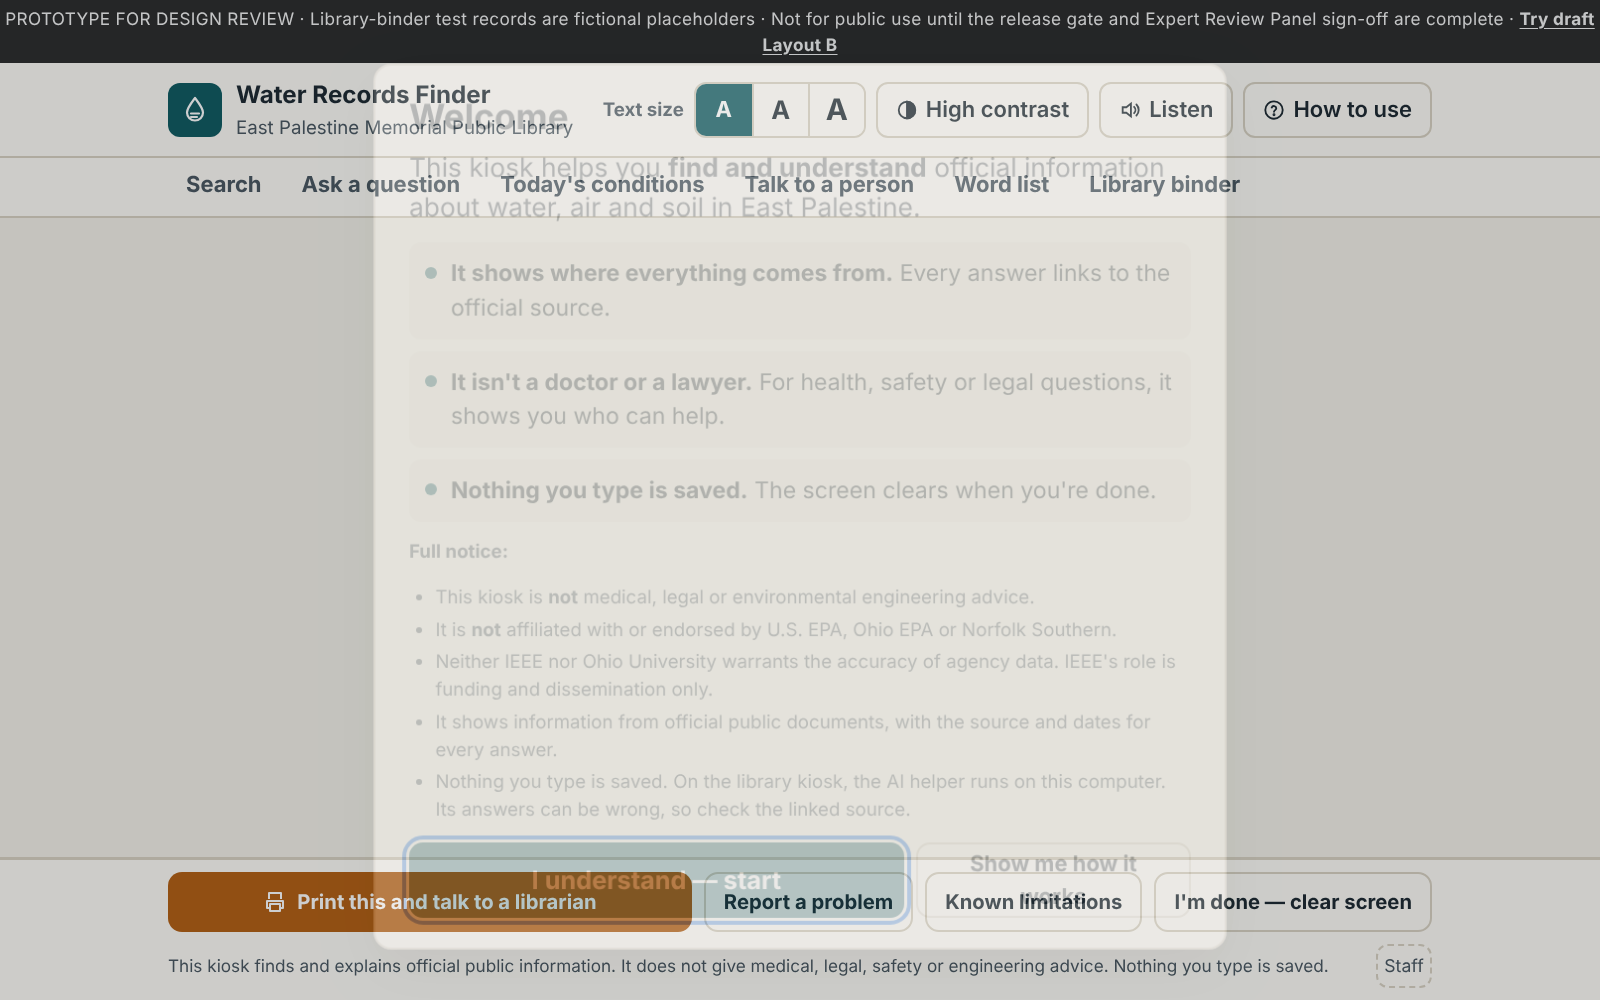 PROTOTYPE FOR DESIGN REVIEW · Library-binder test records are fictional placeholders · Not for public use until the release gate and Expert Review Panel sign-off are complete · Try draft
Layout B
Water Records Finder
East Palestine Memorial Public Library
Text size
A A A
High contrast
Listen
How to use
Search
Ask a question
Today's conditions
Talk to a person
Word list
Library binder
Welcome
This kiosk helps you find and understand official information
about water, air and soil in East Palestine.
It shows where everything comes from. Every answer links to the
official source.
It isn't a doctor or a lawyer. For health, safety or legal questions, it
shows you who can help.
Nothing you type is saved. The screen clears when you're done.
Full notice:
• This kiosk is not medical, legal or environmental engineering advice.
• It is not affiliated with or endorsed by U.S. EPA, Ohio EPA or Norfolk Southern.
• Neither IEEE nor Ohio University warrants the accuracy of agency data. IEEE's role is
funding and dissemination only.
• It shows information from official public documents, with the source and dates for
every answer.
• Nothing you type is saved. On the library kiosk, the AI helper runs on this computer.
Its answers can be wrong, so check the linked source.
I understand — start
Show me how it
works
Print this and talk to a librarian
Report a problem
Known limitations
I'm done — clear screen
This kiosk finds and explains official public information. It does not give medical, legal, safety or engineering advice. Nothing you type is saved.
Staff